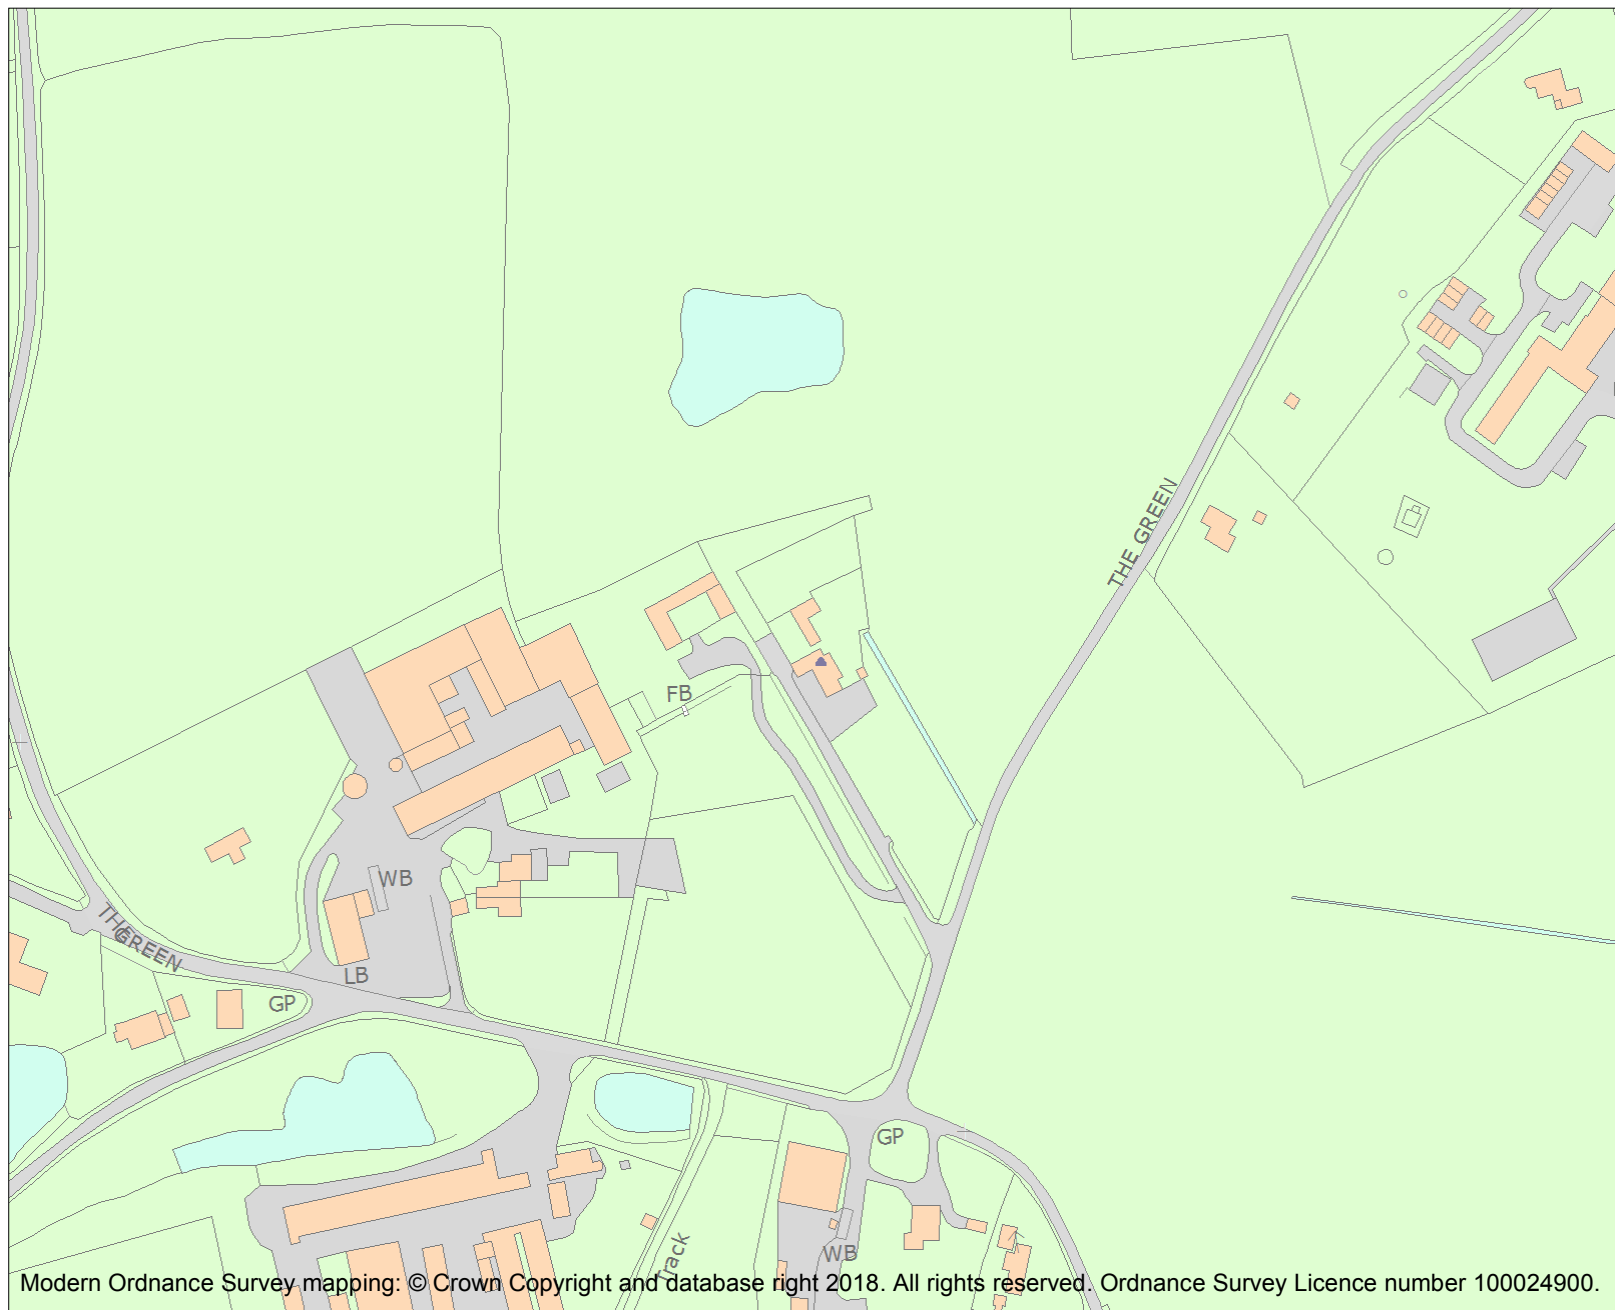 THE GREEN
FB
WB
THE GREEN
LB
GP
GP
Track
WB
Modern Ordnance Survey mapping: © Crown Copyright and database right 2018. All rights reserved. Ordnance Survey Licence number 100024900.